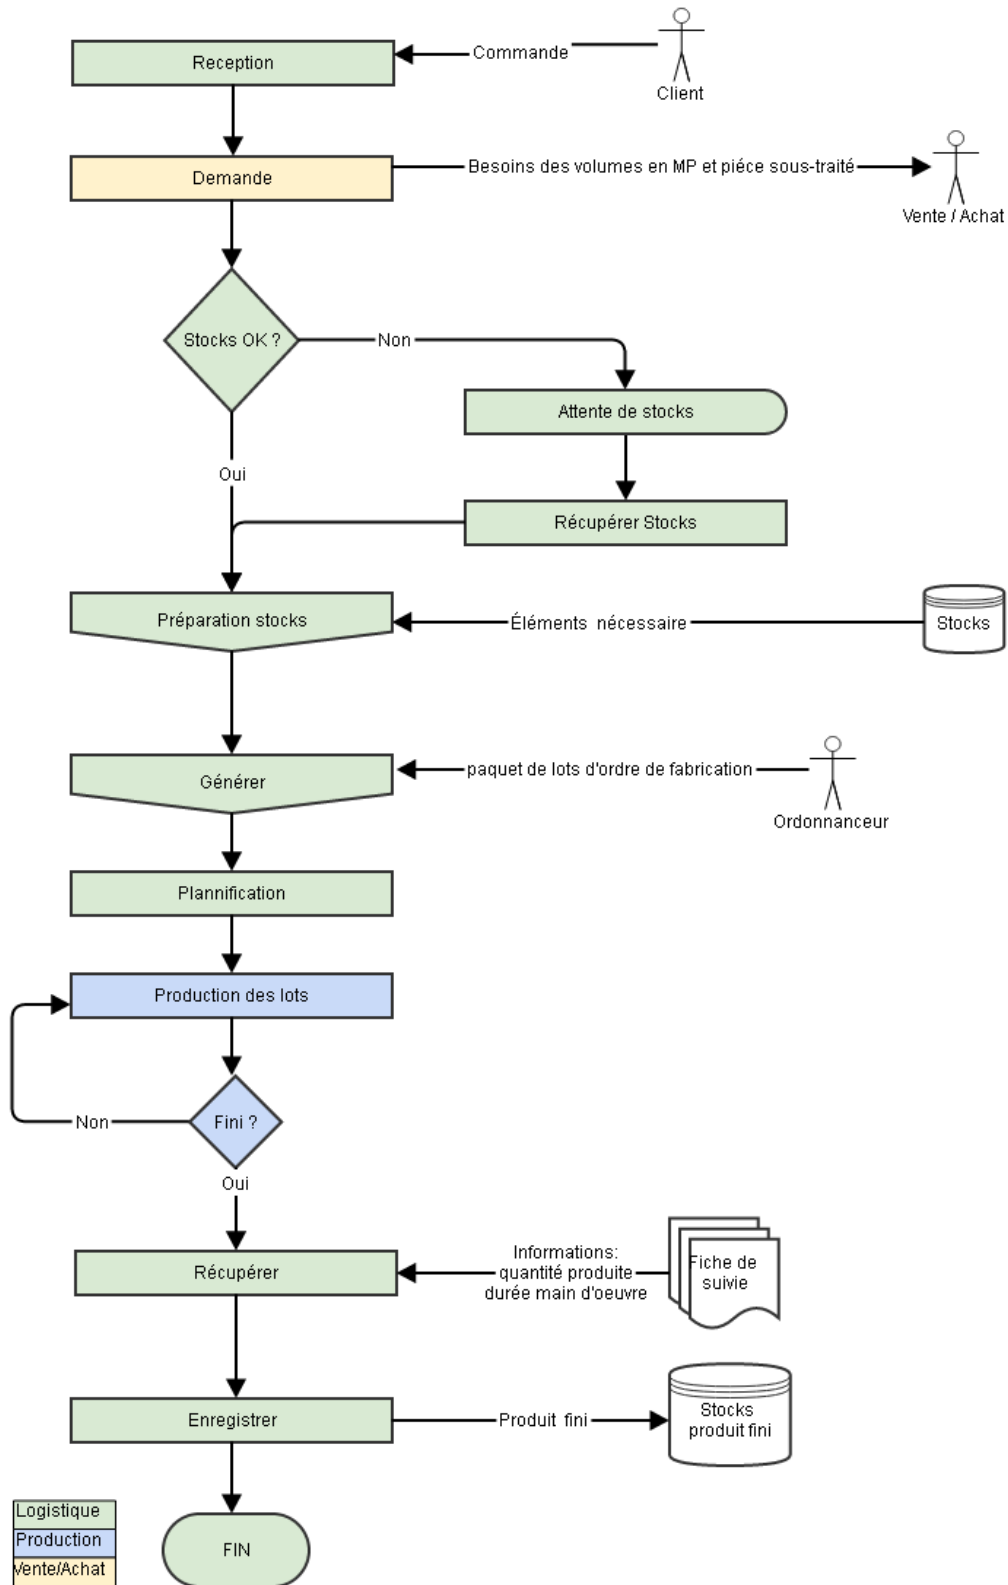 Reception
Commande
Client
Demande
Besoins des volumes en MP et piéce sous-traité
Vente / Achat
Stocks OK ?
Non
Attente de stocks
Oui
Récupérer Stocks
Préparation stocks
Éléments nécessaire
Stocks
Générer
paquet de lots d'ordre de fabrication
Ordonnanceur
Plannification
Production des lots
Non
Fini ?
Oui
Récupérer
Informations:
quantité produite
durée main d'oeuvre
Fiche de
suivie
Enregistrer
Produit fini
Stocks
produit fini
FIN
Logistique
Production
Vente/Achat